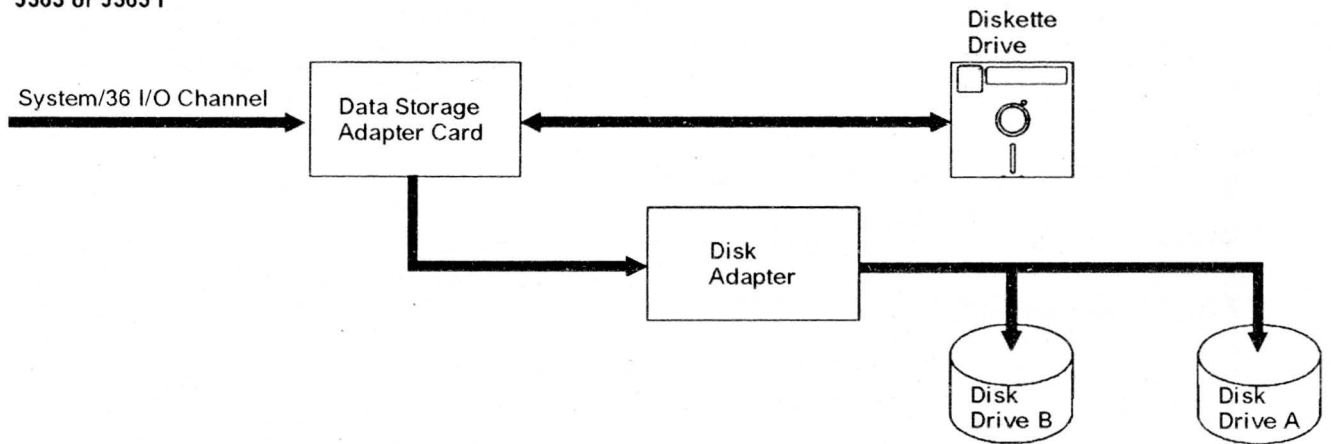 Diskette
Drive
System/36 I/O Channel
Data Storage
Adapter Card
Disk
Adapter
Disk
Drive B
Disk
Drive A